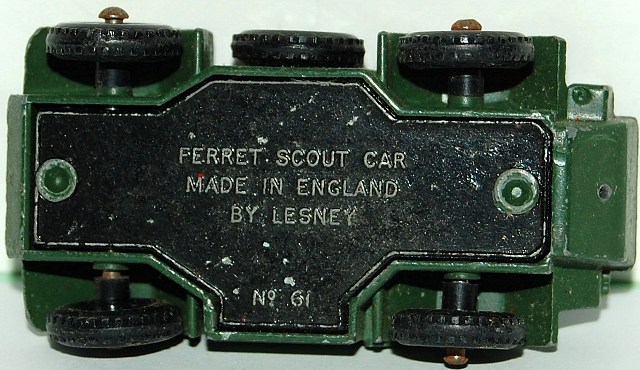 FERRET SCOUT CAR
MADE IN ENGLAND
BY LESNEY
Nº 61